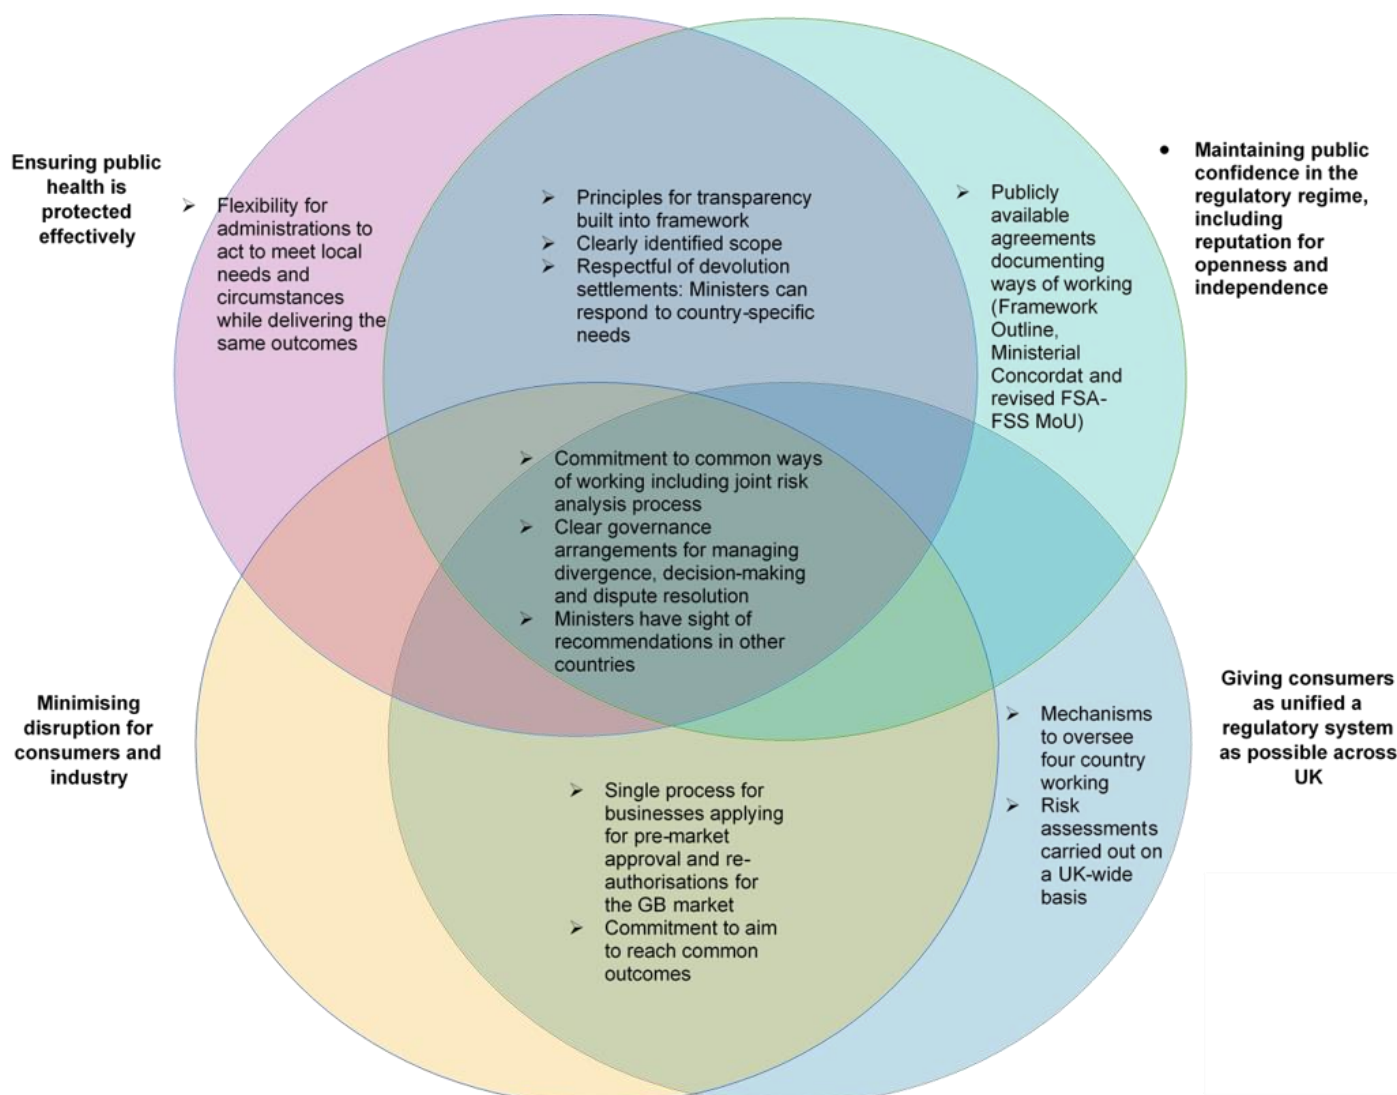 Ensuring public
health is
protected
effectively
➢ Flexibility for
administrations to
act to meet local
needs and
circumstances
while delivering the
same outcomes
➢ Principles for transparency
built into framework
➢ Clearly identified scope
➢ Respectful of devolution
settlements: Ministers can
respond to country-specific
needs
➢ Publicly
available
agreements
documenting
ways of working
(Framework
Outline,
Ministerial
Concordat and
revised FSA-
FSS MoU)
• Maintaining public
confidence in the
regulatory regime,
including
reputation for
openness and
independence
➢ Commitment to common ways
of working including joint risk
analysis process
➢ Clear governance
arrangements for managing
divergence, decision-making
and dispute resolution
➢ Ministers have sight of
recommendations in other
countries
Minimising
disruption for
consumers and
industry
➢ Single process for
businesses applying
for pre-market
approval and re-
authorisations for
the GB market
➢ Commitment to aim
to reach common
outcomes
➢ Mechanisms
to oversee
four country
working
➢ Risk
assessments
carried out on
a UK-wide
basis
Giving consumers
as unified a
regulatory system
as possible across
UK